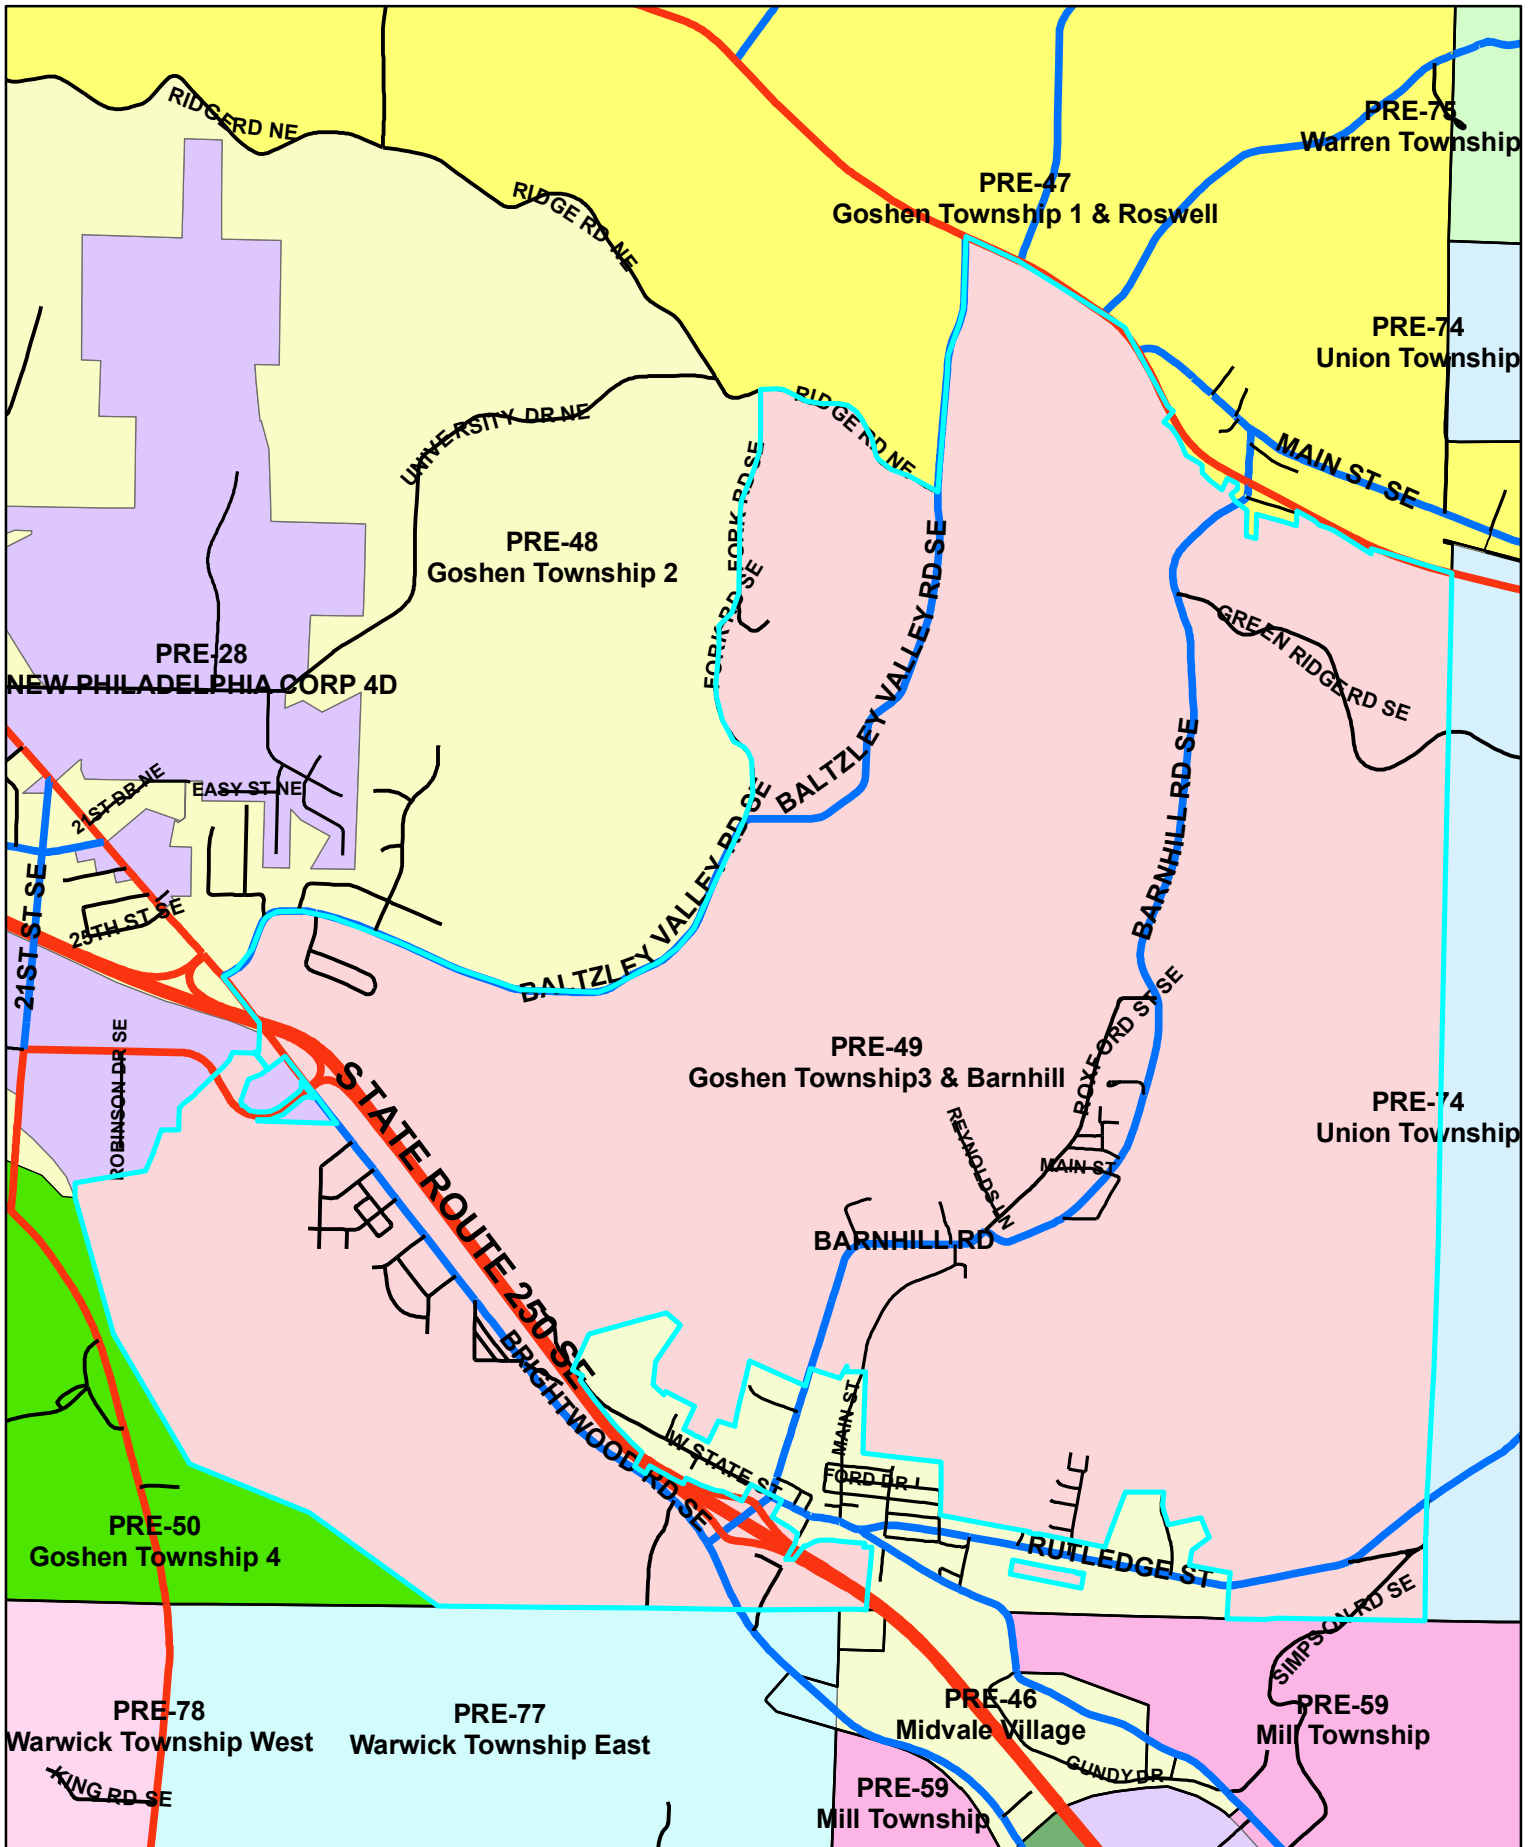 RIDGERD NE
PRE-75
Warren Township
PRE-47
Goshen Township 1 & Roswell
RIDGE RD NE
PRE-74
Union Township
RIDGE RD NE
UNIVERSITY DR NE
MAIN ST SE
FORK RD SE
PRE-48
Goshen Township 2
FORK RD SE
BALTZLEY VALLEY RD SE
GREEN RIDGERD SE
PRE-28
NEW PHILADELPHIA CORP 4D
21ST DR NE
EASY ST NE
BARNHILL RD SE
21ST ST SE
25TH ST SE
BALTZLEY VALLEY RD SE
ROBINSON DR SE
STATE ROUTE 250 SE
PRE-49
Goshen Township3 & Barnhill
ROXFORD ST SE
PRE-74
Union Township
REYNOLDS LN
MAIN ST
BARNHILL RD
BRIGHTWOOD RD SE
MAIN ST
W STATE ST
FORD DR
PRE-50
Goshen Township 4
RUTLEDGE ST
SIMPSON RD SE
PRE-78
Warwick Township West
PRE-77
Warwick Township East
PRE-46
Midvale Village
PRE-59
Mill Township
GUNDY DR
KING RD SE
PRE-59
Mill Township